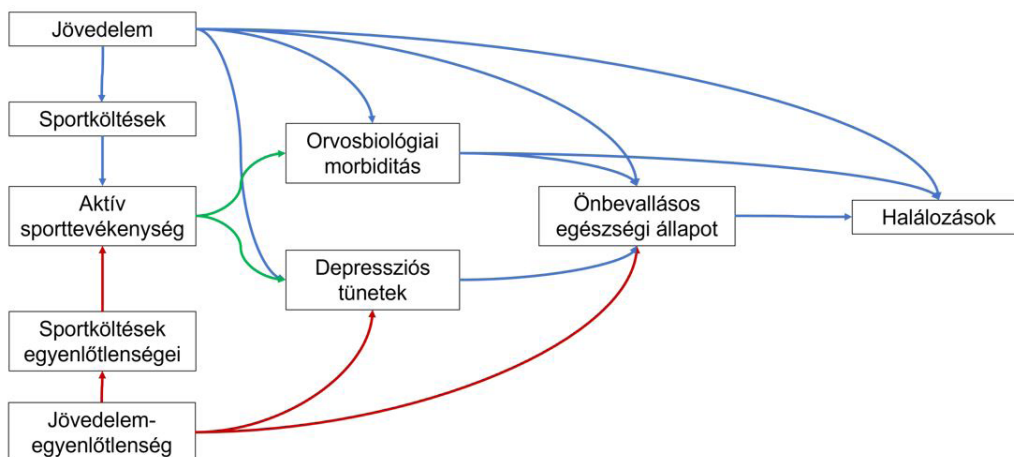 Jövedelem
Sportköltések
Orvosbiológiai
morbiditás
Aktív
sporttevékenység
Önbevallásos
egészségi állapot
Halálozások
Depressziós
tünetek
Sportköltések
egyenlőtlenségei
Jövedelem-
egyenlőtlenség